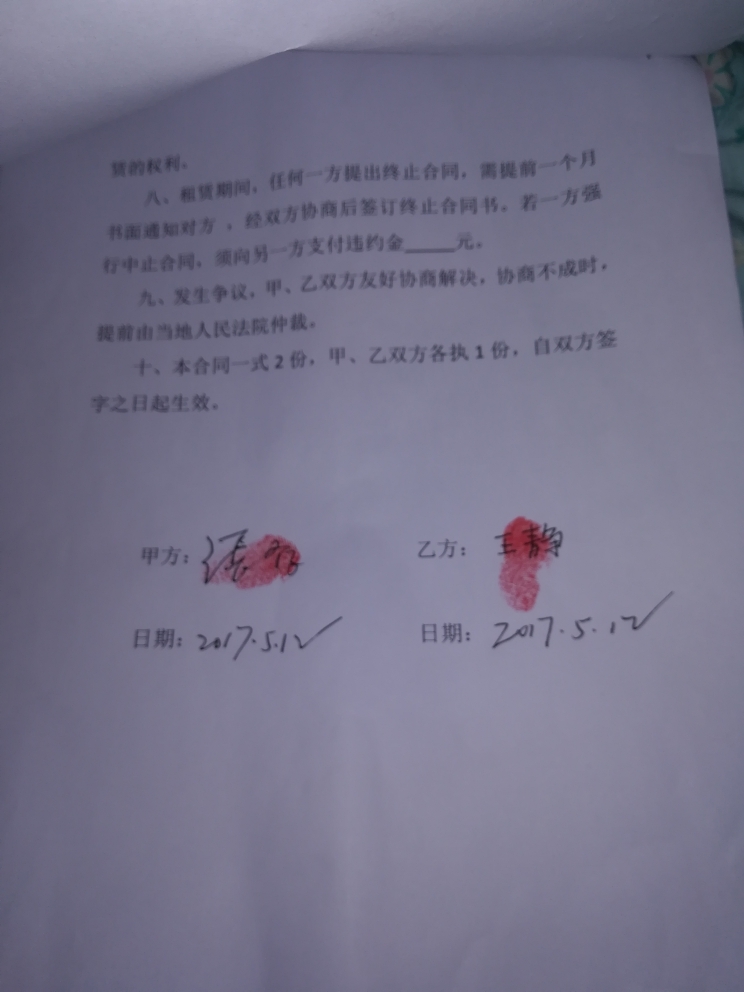 赁的权利。
八、租赁期间，任何一方提出终止合同，需提前一个月
书面通知对方 ，经双方协商后签订终止合同书。若一方强
行中止合同，须向另一方支付违约金_____元。
九、发生争议，甲、乙双方友好协商解决，协商不成时，
提前由当地人民法院仲裁。
十、本合同一式 2 份，甲、乙双方各执 1 份，自双方签
字之日起生效。
甲方： 乙方： 王静
日期： 2017.5.12 日期： 2017.5.12